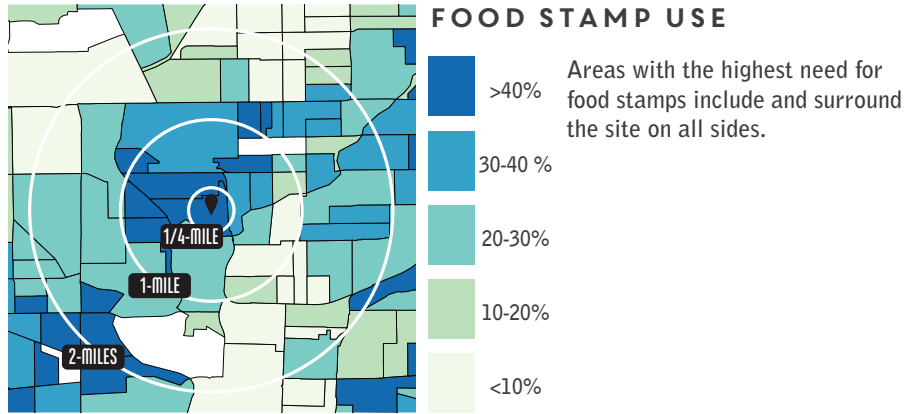 FOOD STAMP USE
>40%
30-40 %
20-30%
10-20%
<10%
Areas with the highest need for
food stamps include and surround
the site on all sides.
1/4-MILE
1-MILE
2-MILES